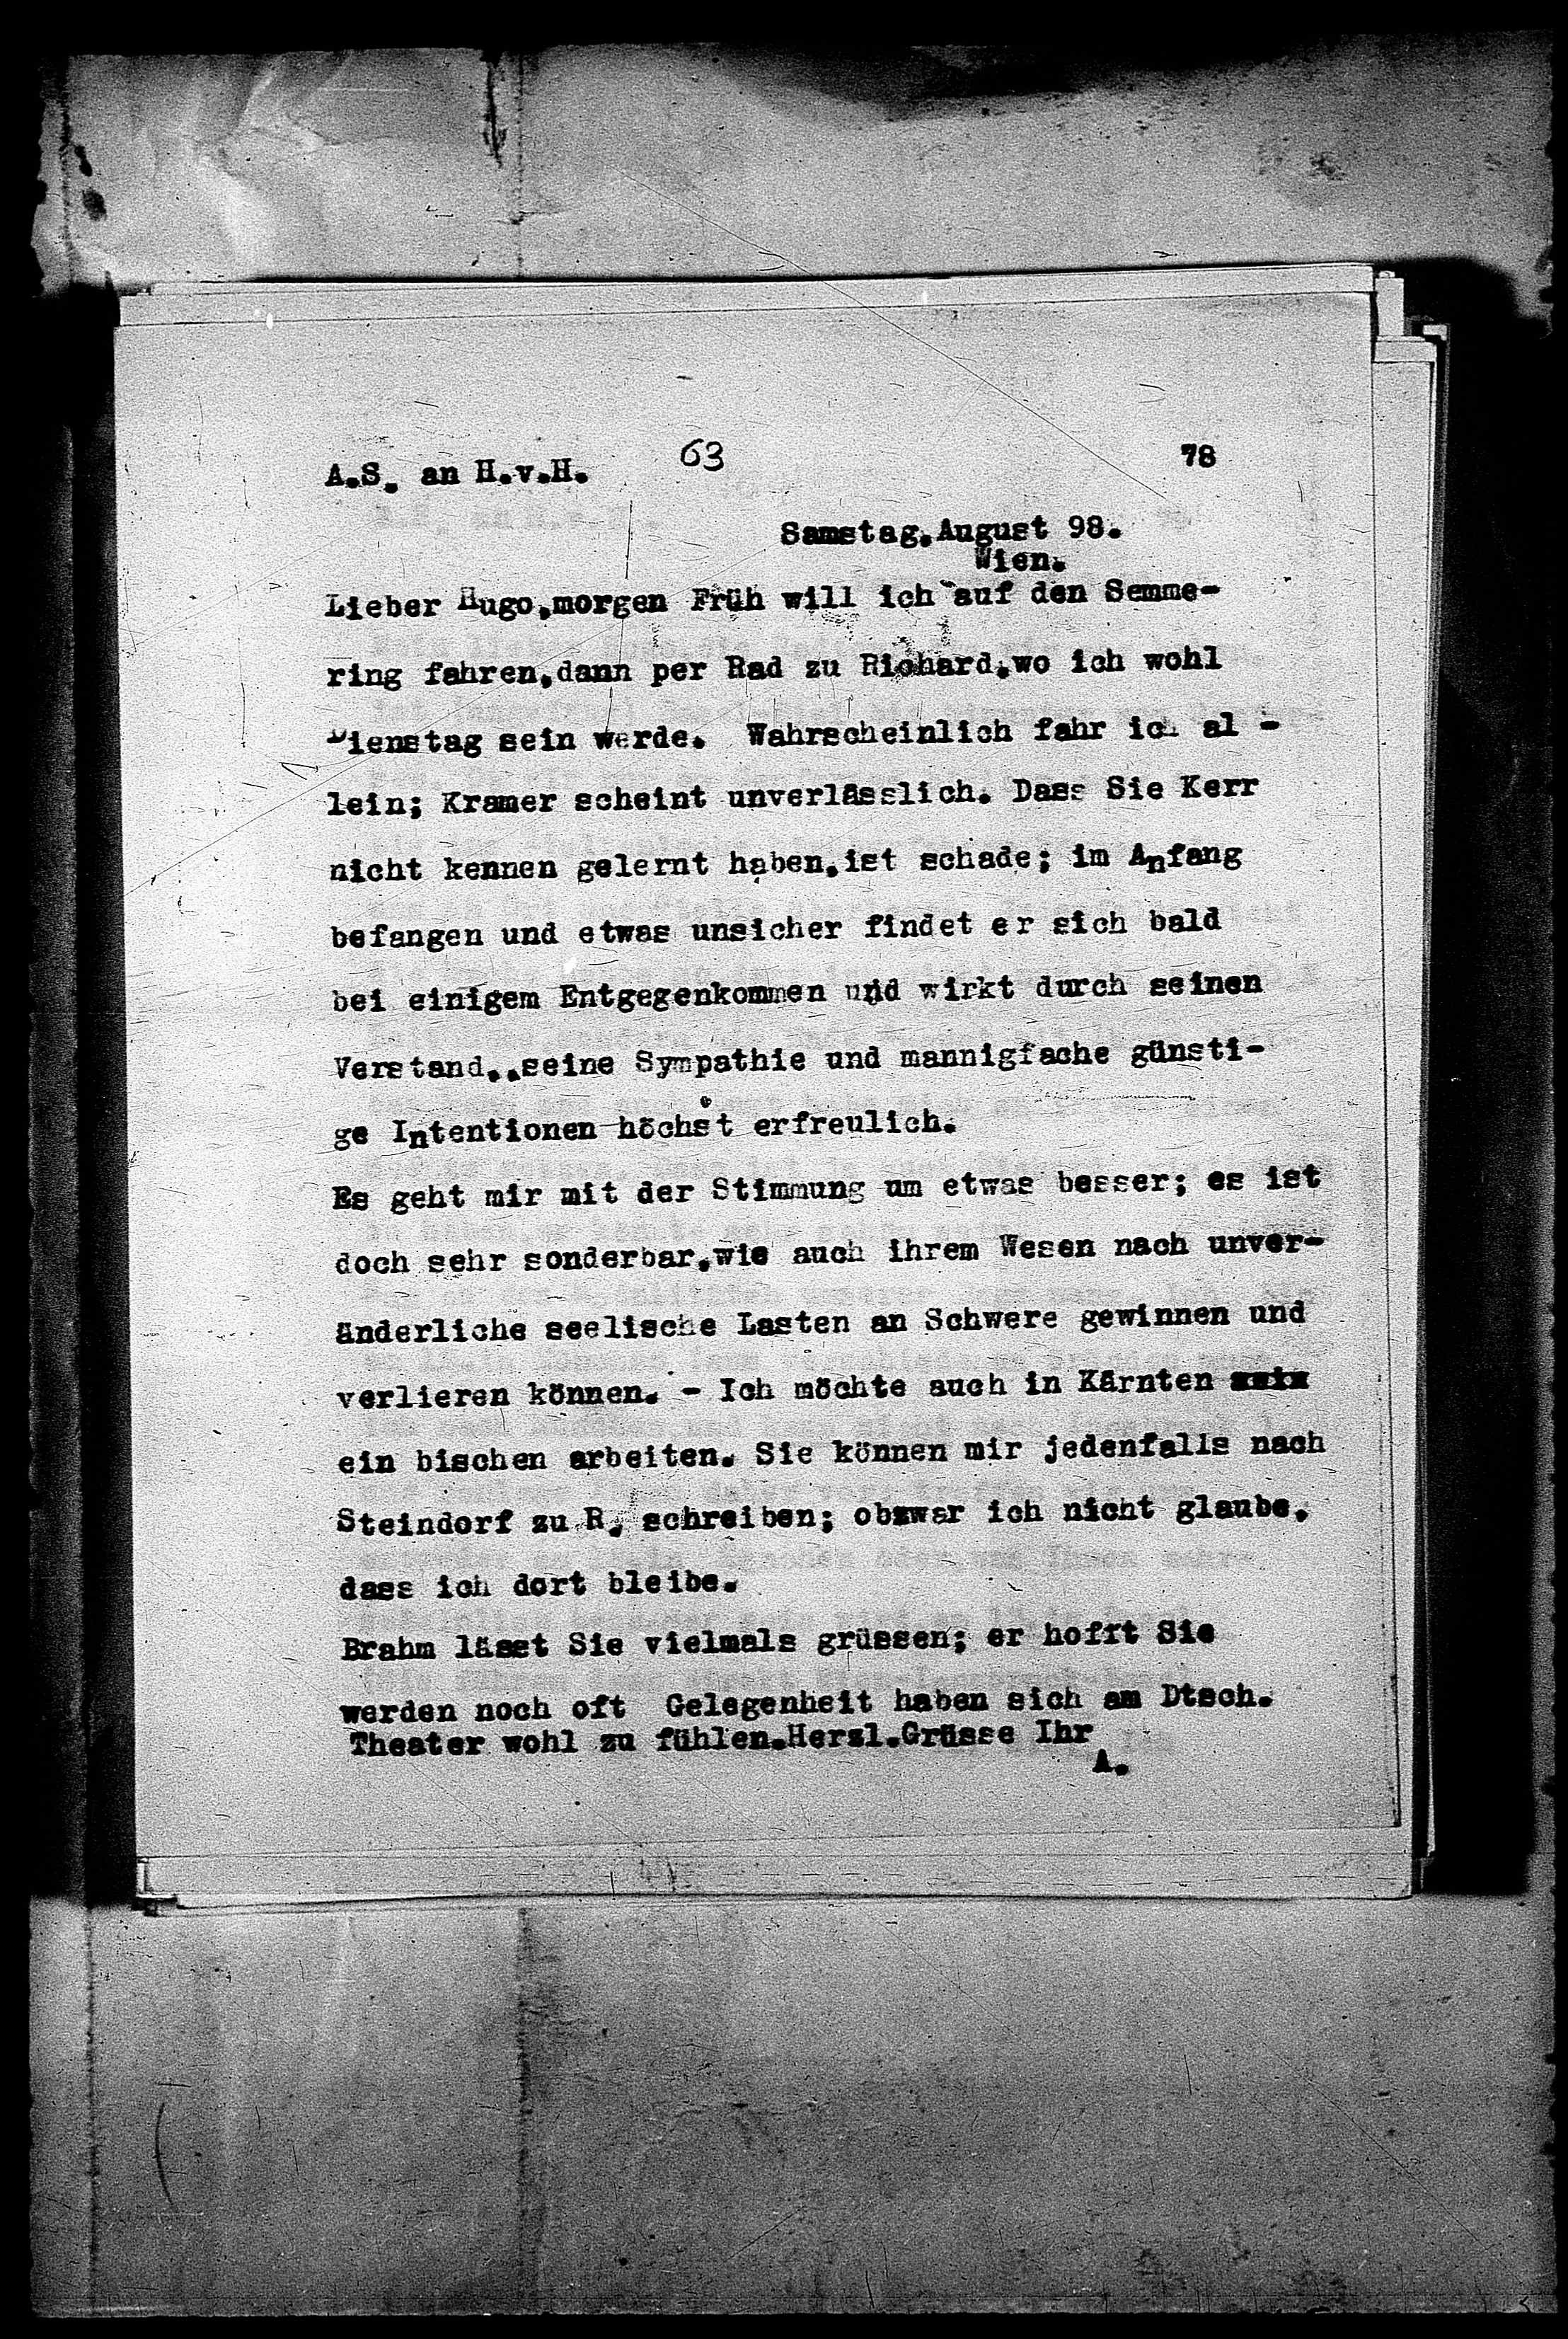 A.S. an H.v.H. 63 78
Samstag,August 98.
Wien.
Lieber Hugo,morgen Früh will ich auf den Semme-
ring fahren,dann per Rad zu Richard,wo ich wohl
Dienstag sein werde. Wahrscheinlich fahr ich al -
lein; Kramer scheint unverlässlich. Dass Sie Kerr
nicht kennen gelernt haben,ist schade; im Anfang
befangen und etwas unsicher findet er sich bald
bei einigem Entgegenkommen und wirkt durch seinen
Verstand,,seine Sympathie und mannigfache günsti-
ge Intentionen höchst erfreulich.
Es geht mir mit der Stimmung um etwas besser; es ist
doch sehr sonderbar,wie auch ihrem Wesen nach unver-
änderliche seelische Lasten an Schwere gewinnen und
verlieren können. - Ich möchte auch in Kärnten
ein bischen arbeiten. Sie können mir jedenfalls nach
Steindorf zu R. schreiben; obzwar ich nicht glaube,
dass ich dort bleibe.
Brahm lässt Sie vielmals grüssen; er hofft Sie
werden noch oft Gelegenheit haben sich am Dtsch.
Theater wohl zu fühlen.Herzl.Grüsse Ihr
A.